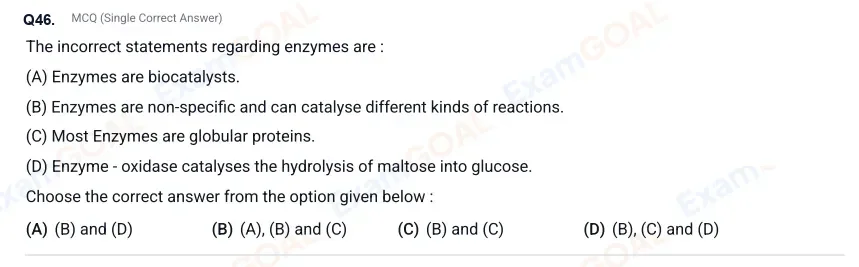 Q46. MCQ (Single Correct Answer)
The incorrect statements regarding enzymes are :
(A) Enzymes are biocatalysts.
(B) Enzymes are non-specific and can catalyse different kinds of reactions.
(C) Most Enzymes are globular proteins.
(D) Enzyme - oxidase catalyses the hydrolysis of maltose into glucose.
Choose the correct answer from the option given below :
(A) (B) and (D) (B) (A), (B) and (C) (C) (B) and (C) (D) (B), (C) and (D)
ExamGOAL